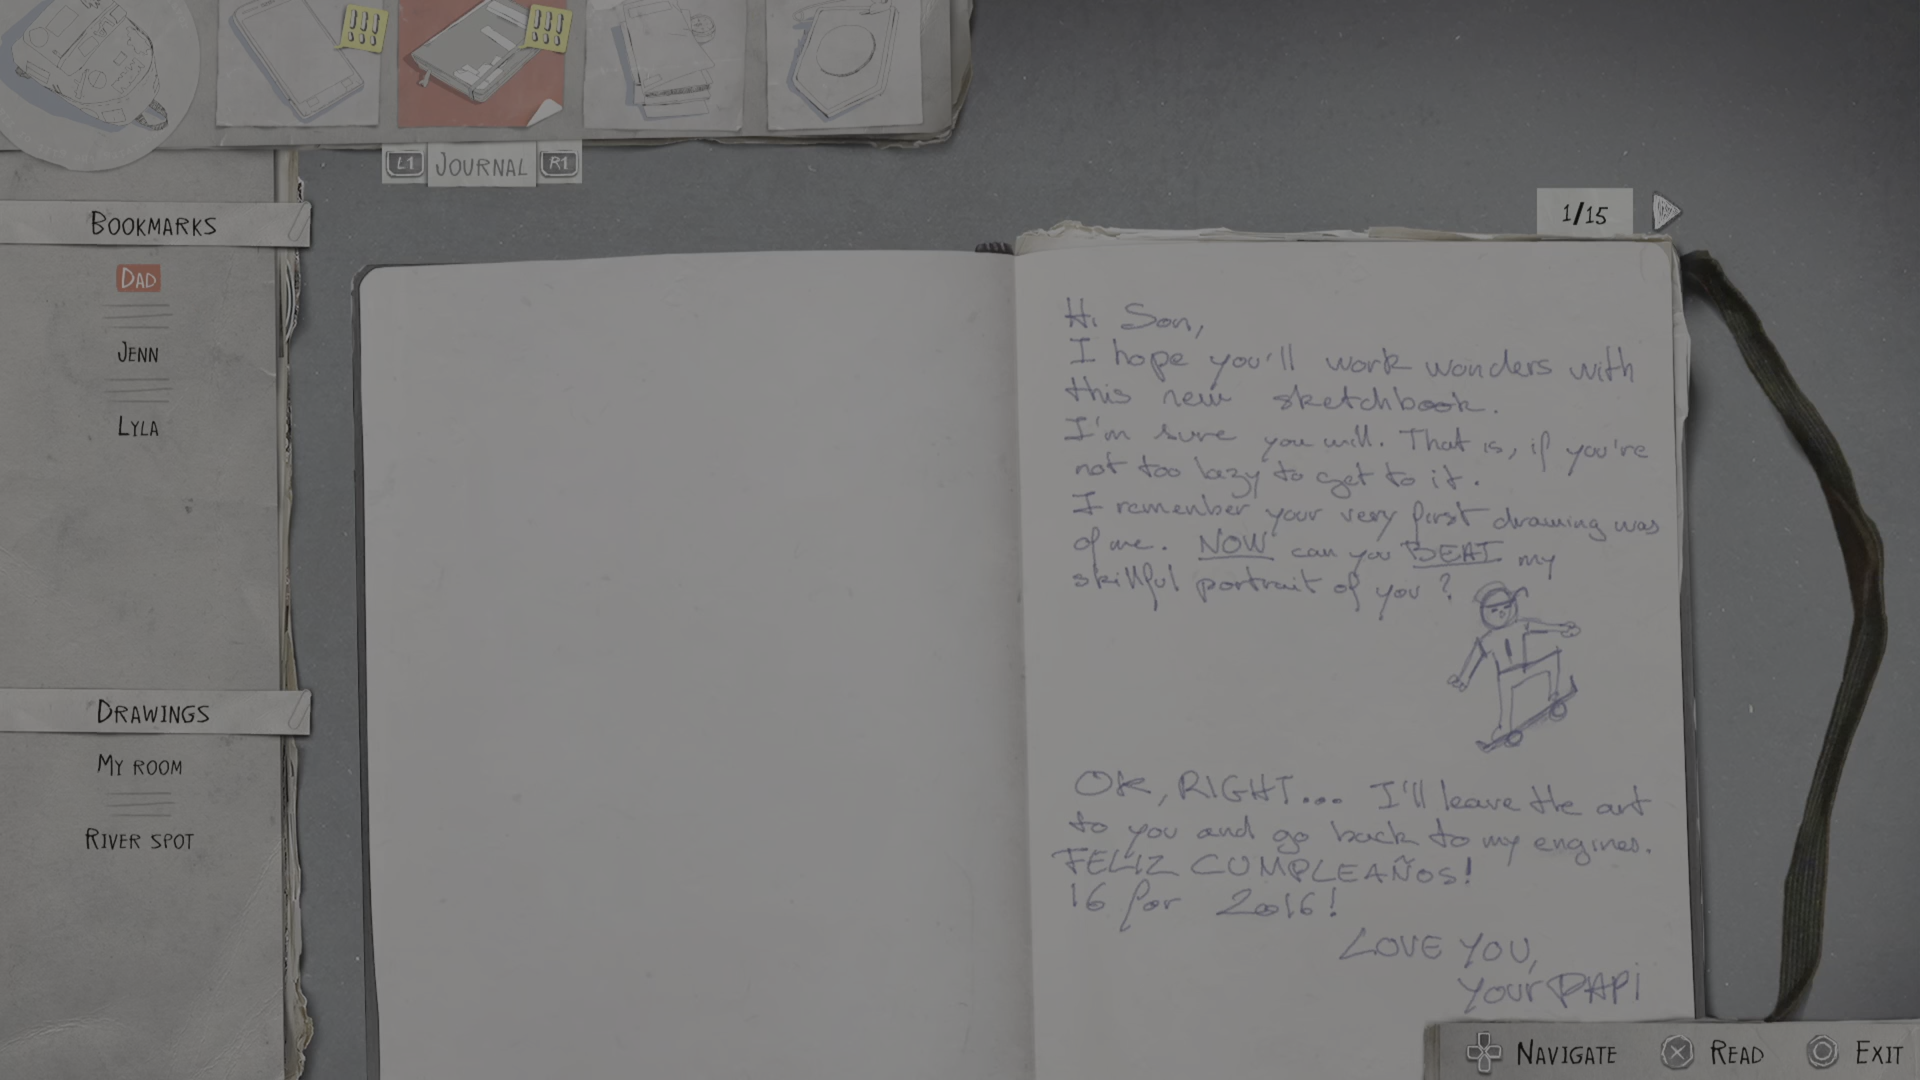 L1 JOURNAL R1
BOOKMARKS
DAD
JENN
LYLA
DRAWINGS
MY ROOM
RIVER SPOT
1/15
Hi Son,
I hope you'll work wonders with
this new sketchbook.
I'm sure you will. That is, if you're
not too lazy to get to it.
I remember your very first drawing was
of me. NOW can you BEAT my
skillful portrait of you?
OK, RIGHT... I'll leave the art
to you and go back to my engines.
FELIZ CUMPLEAÑOS!
16 for 2016!
LOVE YOU,
Your PAPI
NAVIGATE READ EXIT